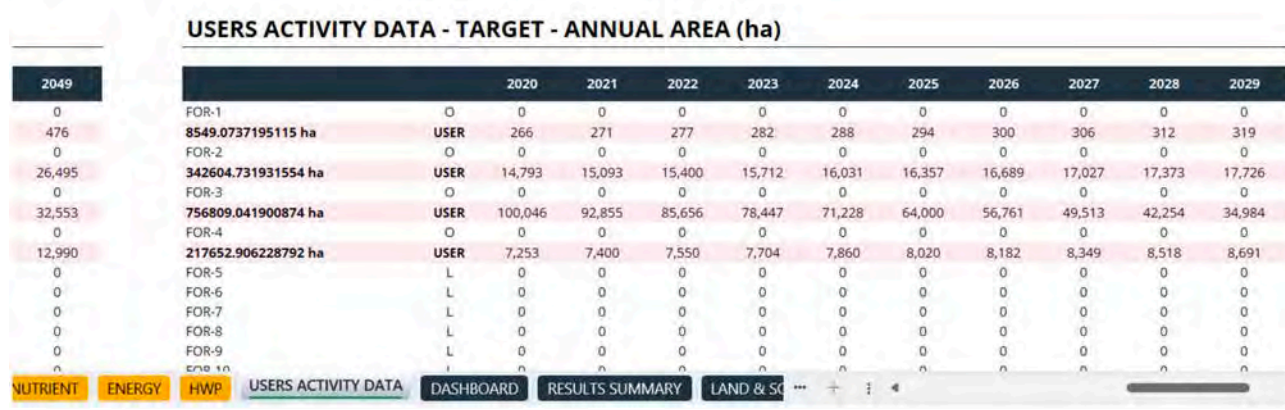 USERS ACTIVITY DATA - TARGET - ANNUAL AREA (ha)
2049 2020 2021 2022 2023 2024 2025 2026 2027 2028 2029
0 FOR-1 O 0 0 0 0 0 0 0 0 0 0
476 8549.0737195115 ha USER 266 271 277 282 288 294 300 306 312 319
0 FOR-2 O 0 0 0 0 0 0 0 0 0 0
26,495 342604.731931554 ha USER 14,793 15,093 15,400 15,712 16,031 16,357 16,689 17,027 17,373 17,726
0 FOR-3 O 0 0 0 0 0 0 0 0 0 0
32,553 756809.041900874 ha USER 100,046 92,855 85,656 78,447 71,228 64,000 56,761 49,513 42,254 34,984
0 FOR-4 O 0 0 0 0 0 0 0 0 0 0
12,990 217652.906228792 ha USER 7,253 7,400 7,550 7,704 7,860 8,020 8,182 8,349 8,518 8,691
0 FOR-5 L 0 0 0 0 0 0 0 0 0 0
0 FOR-6 L 0 0 0 0 0 0 0 0 0 0
0 FOR-7 L 0 0 0 0 0 0 0 0 0 0
0 FOR-8 L 0 0 0 0 0 0 0 0 0 0
0 FOR-9 L 0 0 0 0 0 0 0 0 0 0
NUTRIENT ENERGY HWP USERS ACTIVITY DATA DASHBOARD RESULTS SUMMARY LAND & SC ...